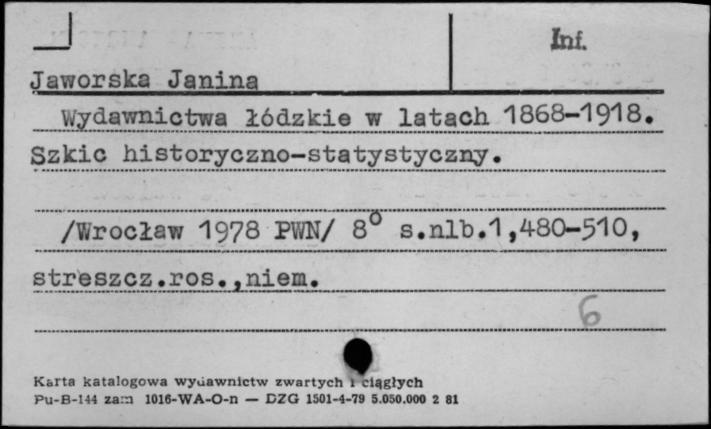 Inf.
Jaworska Janina
Wydawnictwa łódzkie w latach 1868-1918.
Szkic historyczno-statystyczny.
/Wrocław 1978 PWN/ 8° s.nlb.1,480-510,
streszcz.ros.,niem.
6
Karta katalogowa wydawnictw zwartych i ciągłych
Pu-B-144 zam 1016-WA-O-n — DZG 1501-4-79 5.050.000 2 81